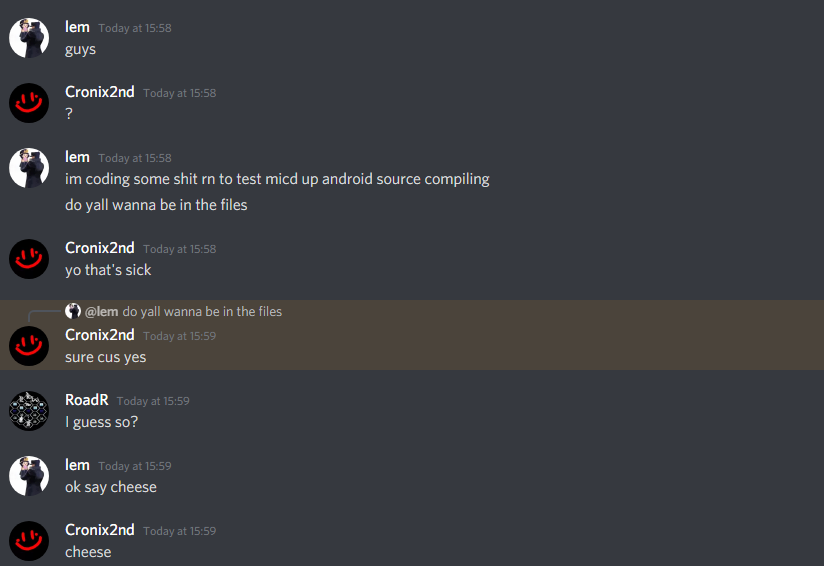 lem Today at 15:58
guys
Cronix2nd Today at 15:58
?
lem Today at 15:58
im coding some shit rn to test micd up android source compiling
do yall wanna be in the files
Cronix2nd Today at 15:58
yo that's sick
@lem do yall wanna be in the files
Cronix2nd Today at 15:59
sure cus yes
RoadR Today at 15:59
I guess so?
lem Today at 15:59
ok say cheese
Cronix2nd Today at 15:59
cheese